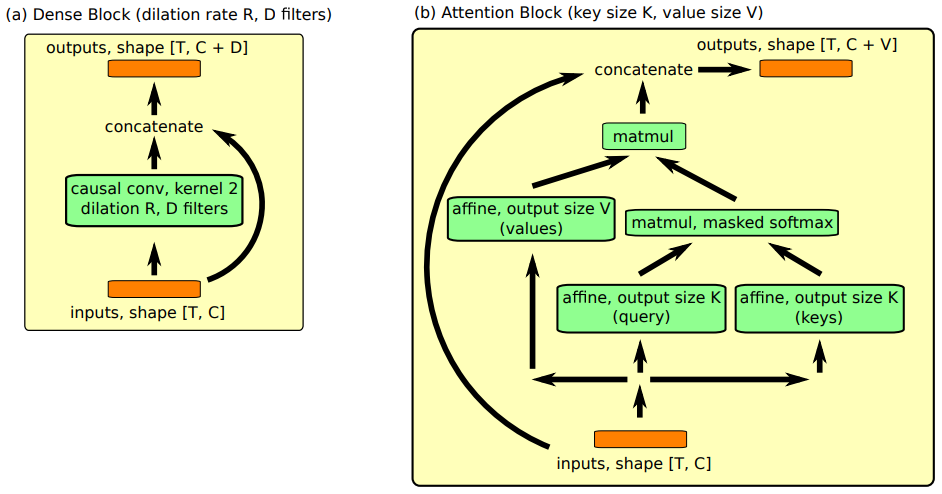 (a) Dense Block (dilation rate R, D filters)
outputs, shape [T, C + D]
concatenate
causal conv, kernel 2
dilation R, D filters
inputs, shape [T, C]
(b) Attention Block (key size K, value size V)
outputs, shape [T, C + V]
concatenate
matmul
affine, output size V
(values)
matmul, masked softmax
affine, output size K
(query)
affine, output size K
(keys)
inputs, shape [T, C]